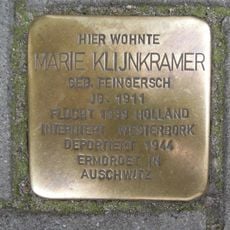 HIER WOHNTE
MARIE KLIJNKRAMER
GEB. FEINGERSCH
JG. 1911
FLUCHT 1939 HOLLAND
INTERNIERT WESTERBORK
DEPORTIERT 1944
ERMORDET IN
AUSCHWITZ